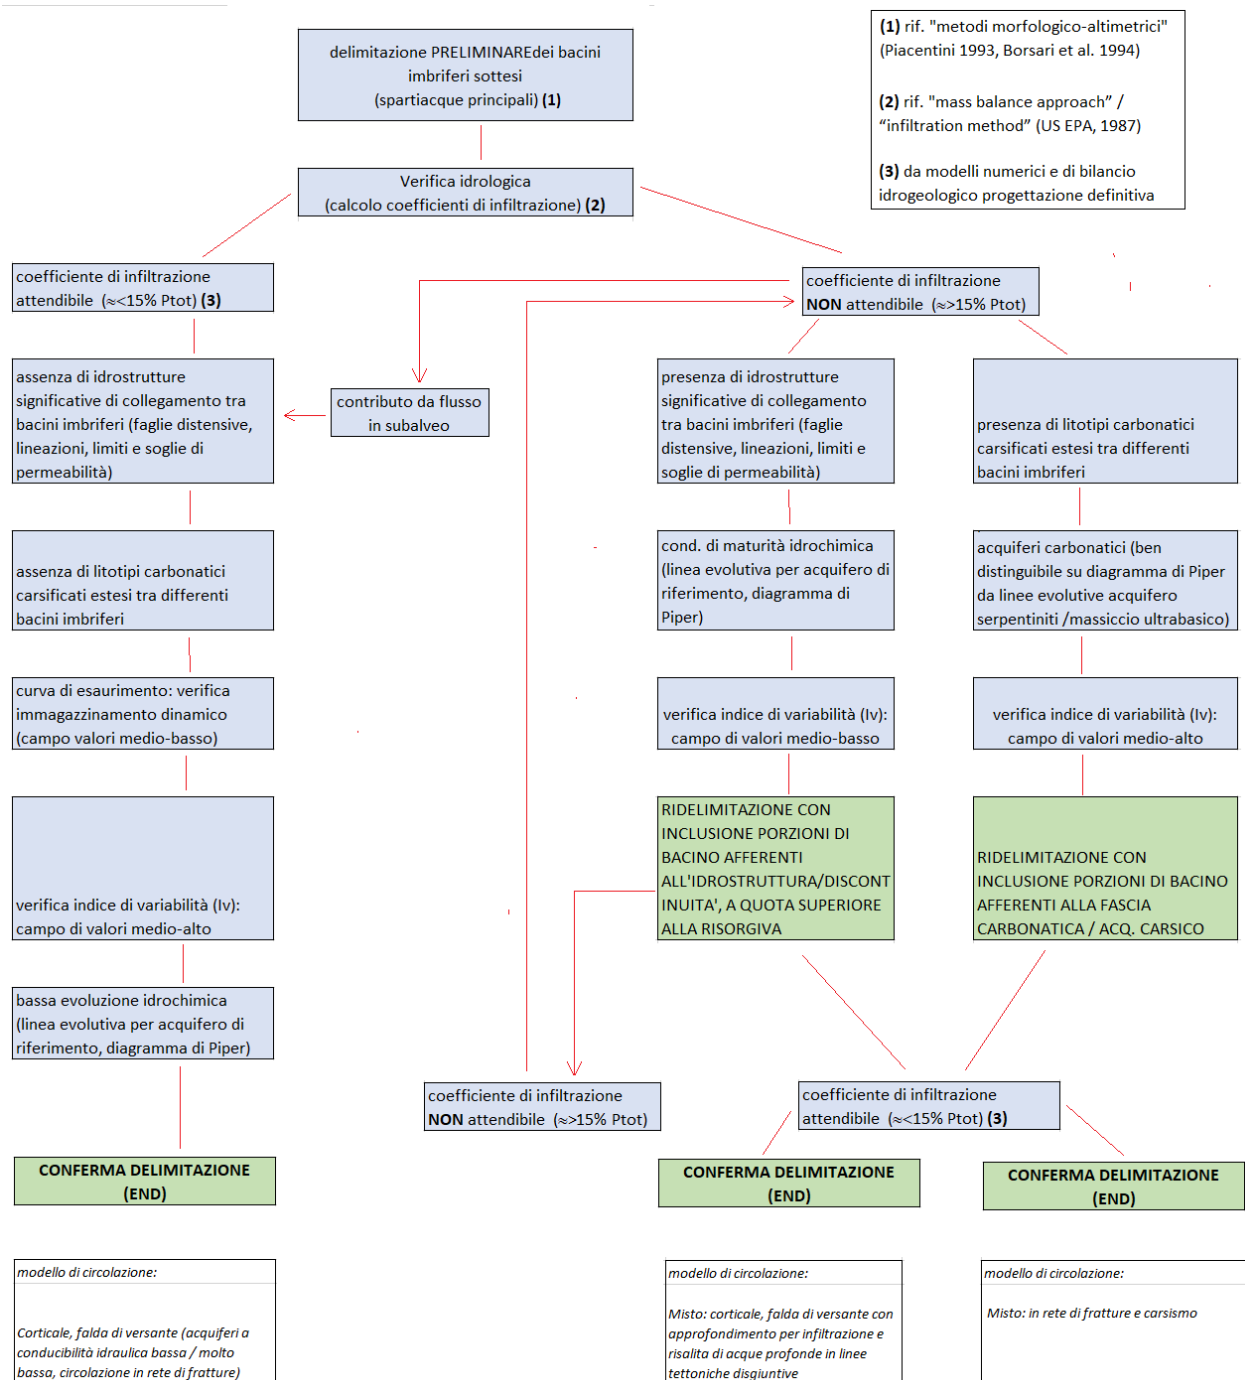 delimitazione PRELIMINAREdei bacini
imbriferi sottesi
(spartiacque principali) (1)
(1) rif. "metodi morfologico-altimetrici"
(Piacentini 1993, Borsari et al. 1994)
(2) rif. "mass balance approach” /
“infiltration method” (US EPA, 1987)
(3) da modelli numerici e di bilancio
idrogeologico progettazione definitiva
Verifica idrologica
(calcolo coefficienti di infiltrazione) (2)
coefficiente di infiltrazione
attendibile (≈<15% Ptot) (3)
coefficiente di infiltrazione
NON attendibile (≈>15% Ptot)
assenza di idrostrutture
significative di collegamento tra
bacini imbriferi (faglie distensive,
lineazioni, limiti e soglie di
permeabilità)
contributo da flusso
in subalveo
presenza di idrostrutture
significative di collegamento
tra bacini imbriferi (faglie
distensive, lineazioni, limiti e
soglie di permeabilità)
presenza di litotipi carbonatici
carsificati estesi tra differenti
bacini imbriferi
assenza di litotipi carbonatici
carsificati estesi tra differenti
bacini imbriferi
cond. di maturità idrochimica
(linea evolutiva per acquifero di
riferimento, diagramma di
Piper)
acquiferi carbonatici (ben
distinguibile su diagramma di Piper
da linee evolutive acquifero
serpentiniti /massiccio ultrabasico)
curva di esaurimento: verifica
immagazzinamento dinamico
(campo valori medio-basso)
verifica indice di variabilità (Iv):
campo di valori medio-basso
verifica indice di variabilità (Iv):
campo di valori medio-alto
verifica indice di variabilità (Iv):
campo di valori medio-alto
RIDELIMITAZIONE CON
INCLUSIONE PORZIONI DI
BACINO AFFERENTI
ALL'IDROSTRUTTURA/DISCONT
INUITA', A QUOTA SUPERIORE
ALLA RISORGIVA
RIDELIMITAZIONE CON
INCLUSIONE PORZIONI DI BACINO
AFFERENTI ALLA FASCIA
CARBONATICA / ACQ. CARSICO
bassa evoluzione idrochimica
(linea evolutiva per acquifero di
riferimento, diagramma di Piper)
coefficiente di infiltrazione
NON attendibile (≈>15% Ptot)
coefficiente di infiltrazione
attendibile (≈<15% Ptot) (3)
CONFERMA DELIMITAZIONE
(END)
CONFERMA DELIMITAZIONE
(END)
CONFERMA DELIMITAZIONE
(END)
modello di circolazione:
Corticale, falda di versante (acquiferi a
conducibilità idraulica bassa / molto
bassa, circolazione in rete di fratture)
modello di circolazione:
Misto: corticale, falda di versante con
approfondimento per infiltrazione e
risalita di acque profonde in linee
tettoniche disgiuntive
modello di circolazione:
Misto: in rete di fratture e carsismo